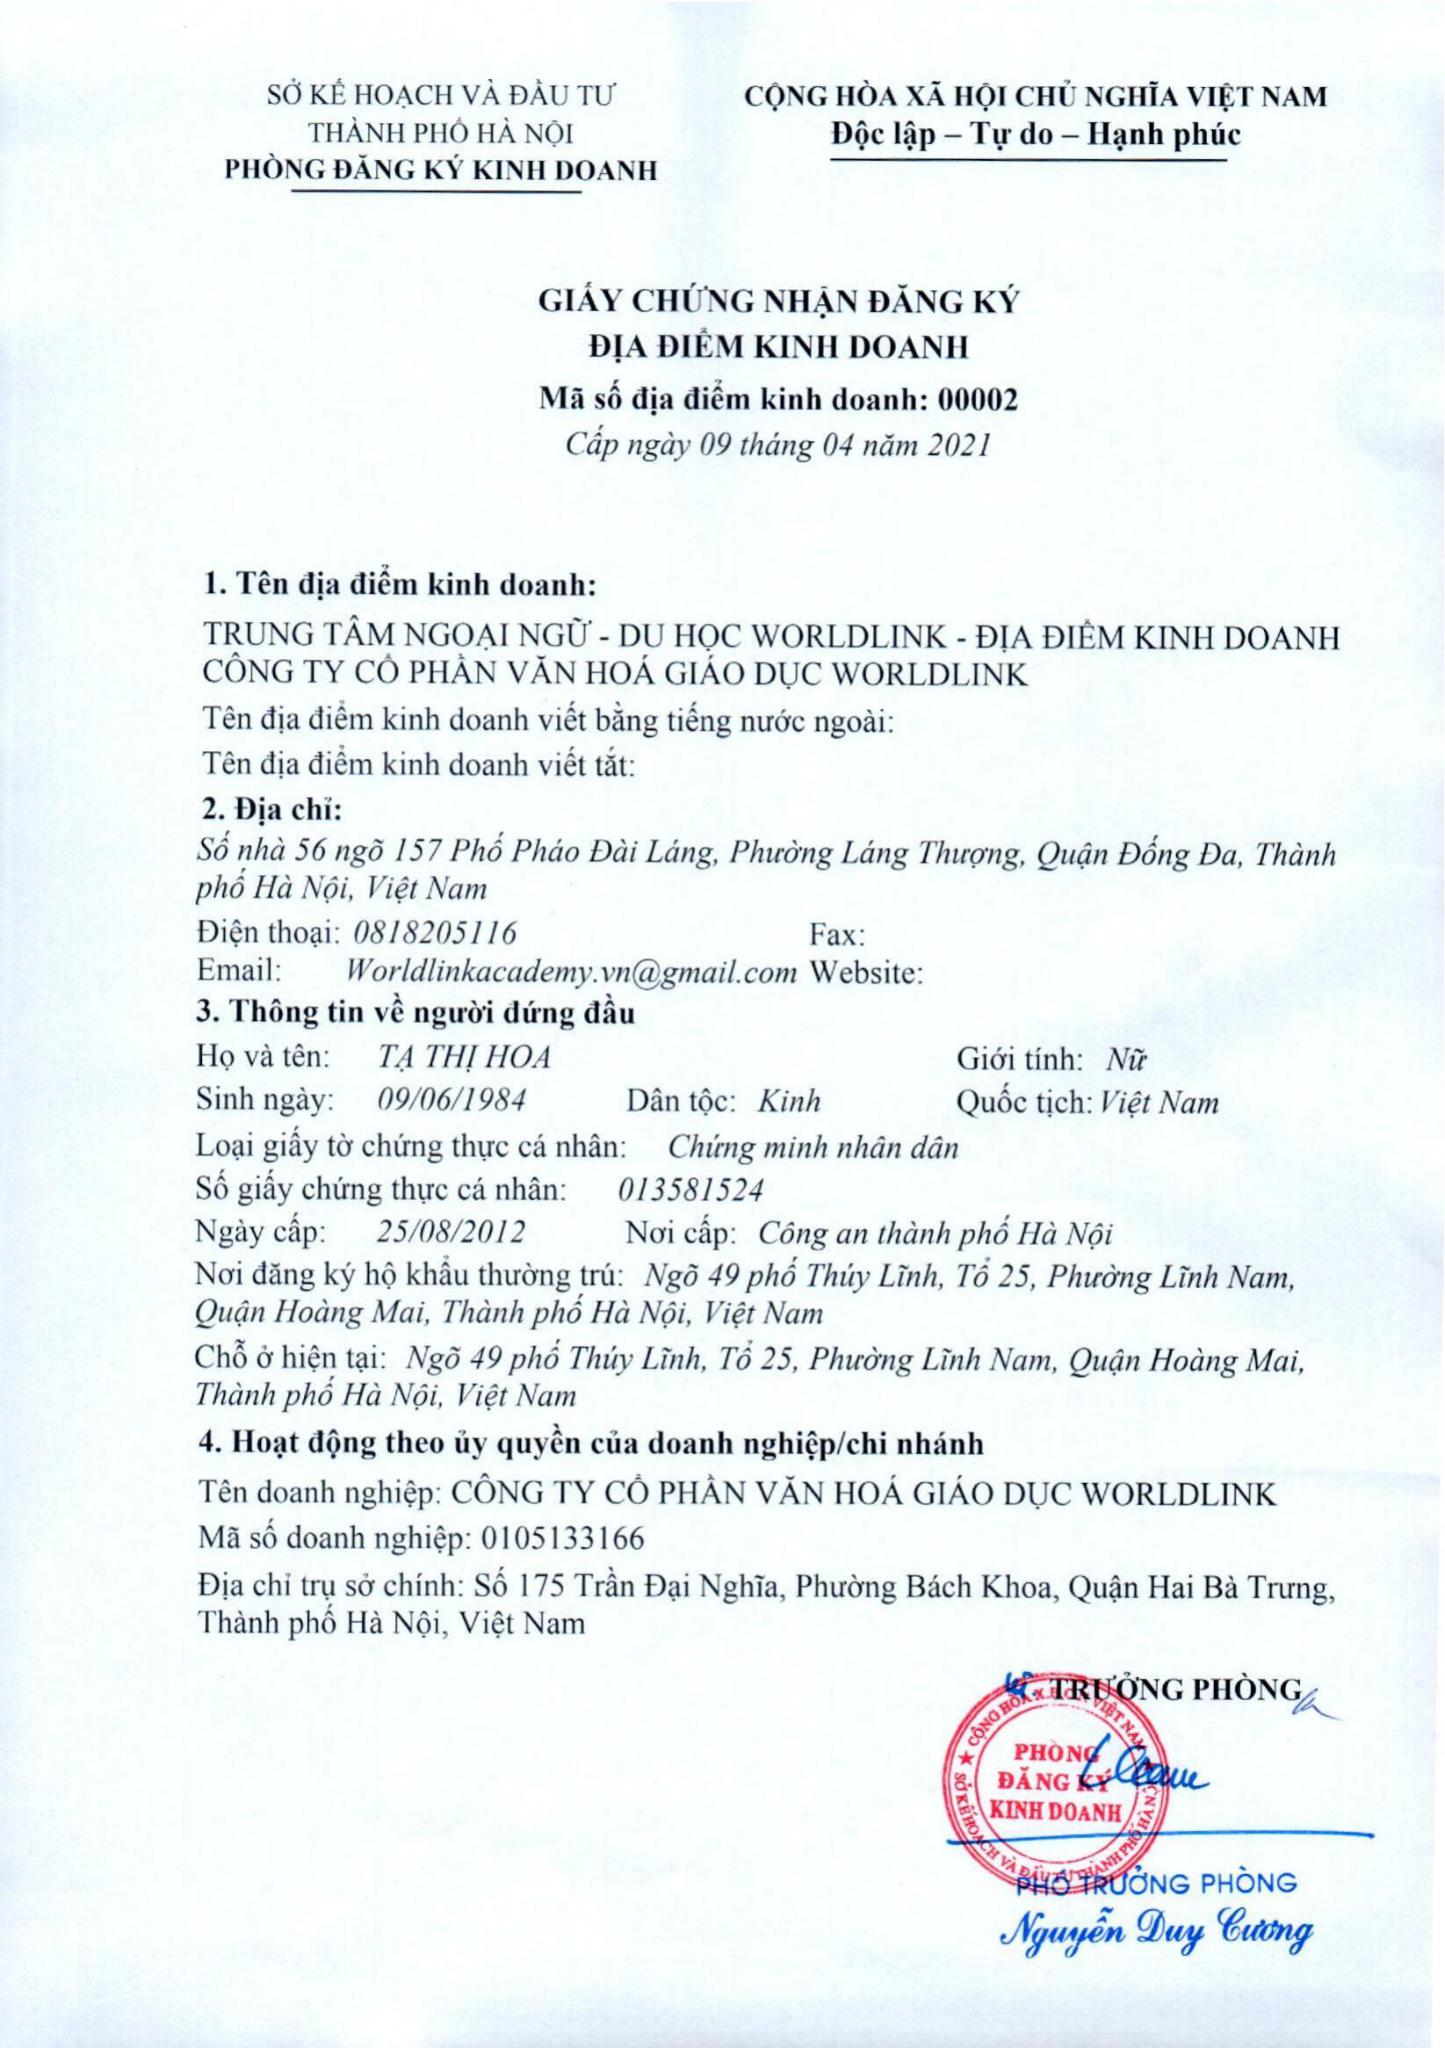 SỞ KẾ HOẠCH VÀ ĐẦU TƯ
THÀNH PHỐ HÀ NỘI
PHÒNG ĐĂNG KÝ KINH DOANH
CỘNG HÒA XÃ HỘI CHỦ NGHĨA VIỆT NAM
Độc lập – Tự do – Hạnh phúc
GIẤY CHỨNG NHẬN ĐĂNG KÝ
ĐỊA ĐIỂM KINH DOANH
Mã số địa điểm kinh doanh: 00002
Cấp ngày 09 tháng 04 năm 2021
1. Tên địa điểm kinh doanh:
TRUNG TÂM NGOẠI NGỮ - DU HỌC WORLDLINK - ĐỊA ĐIỂM KINH DOANH
CÔNG TY CỔ PHẦN VĂN HOÁ GIÁO DỤC WORLDLINK
Tên địa điểm kinh doanh viết bằng tiếng nước ngoài:
Tên địa điểm kinh doanh viết tắt:
2. Địa chỉ:
Số nhà 56 ngõ 157 Phố Pháo Đài Láng, Phường Láng Thượng, Quận Đống Đa, Thành
phố Hà Nội, Việt Nam
Điện thoại: 0818205116 Fax:
Email: Worldlinkacademy.vn@gmail.com Website:
3. Thông tin về người đứng đầu
Họ và tên: TẠ THỊ HOA Giới tính: Nữ
Sinh ngày: 09/06/1984 Dân tộc: Kinh Quốc tịch: Việt Nam
Loại giấy tờ chứng thực cá nhân: Chứng minh nhân dân
Số giấy chứng thực cá nhân: 013581524
Ngày cấp: 25/08/2012 Nơi cấp: Công an thành phố Hà Nội
Nơi đăng ký hộ khẩu thường trú: Ngõ 49 phố Thúy Lĩnh, Tổ 25, Phường Lĩnh Nam,
Quận Hoàng Mai, Thành phố Hà Nội, Việt Nam
Chỗ ở hiện tại: Ngõ 49 phố Thúy Lĩnh, Tổ 25, Phường Lĩnh Nam, Quận Hoàng Mai,
Thành phố Hà Nội, Việt Nam
4. Hoạt động theo ủy quyền của doanh nghiệp/chi nhánh
Tên doanh nghiệp: CÔNG TY CỔ PHẦN VĂN HOÁ GIÁO DỤC WORLDLINK
Mã số doanh nghiệp: 0105133166
Địa chỉ trụ sở chính: Số 175 Trần Đại Nghĩa, Phường Bách Khoa, Quận Hai Bà Trưng,
Thành phố Hà Nội, Việt Nam
TRƯỞNG PHÒNG
CỘNG HÒA X.H.C.N VIỆT NAM
PHÒNG
ĐĂNG KÝ
KINH DOANH
SỞ KẾ HOẠCH VÀ ĐẦU TƯ THÀNH PHỐ HÀ NỘI
PHÓ TRƯỞNG PHÒNG
Nguyễn Duy Cương